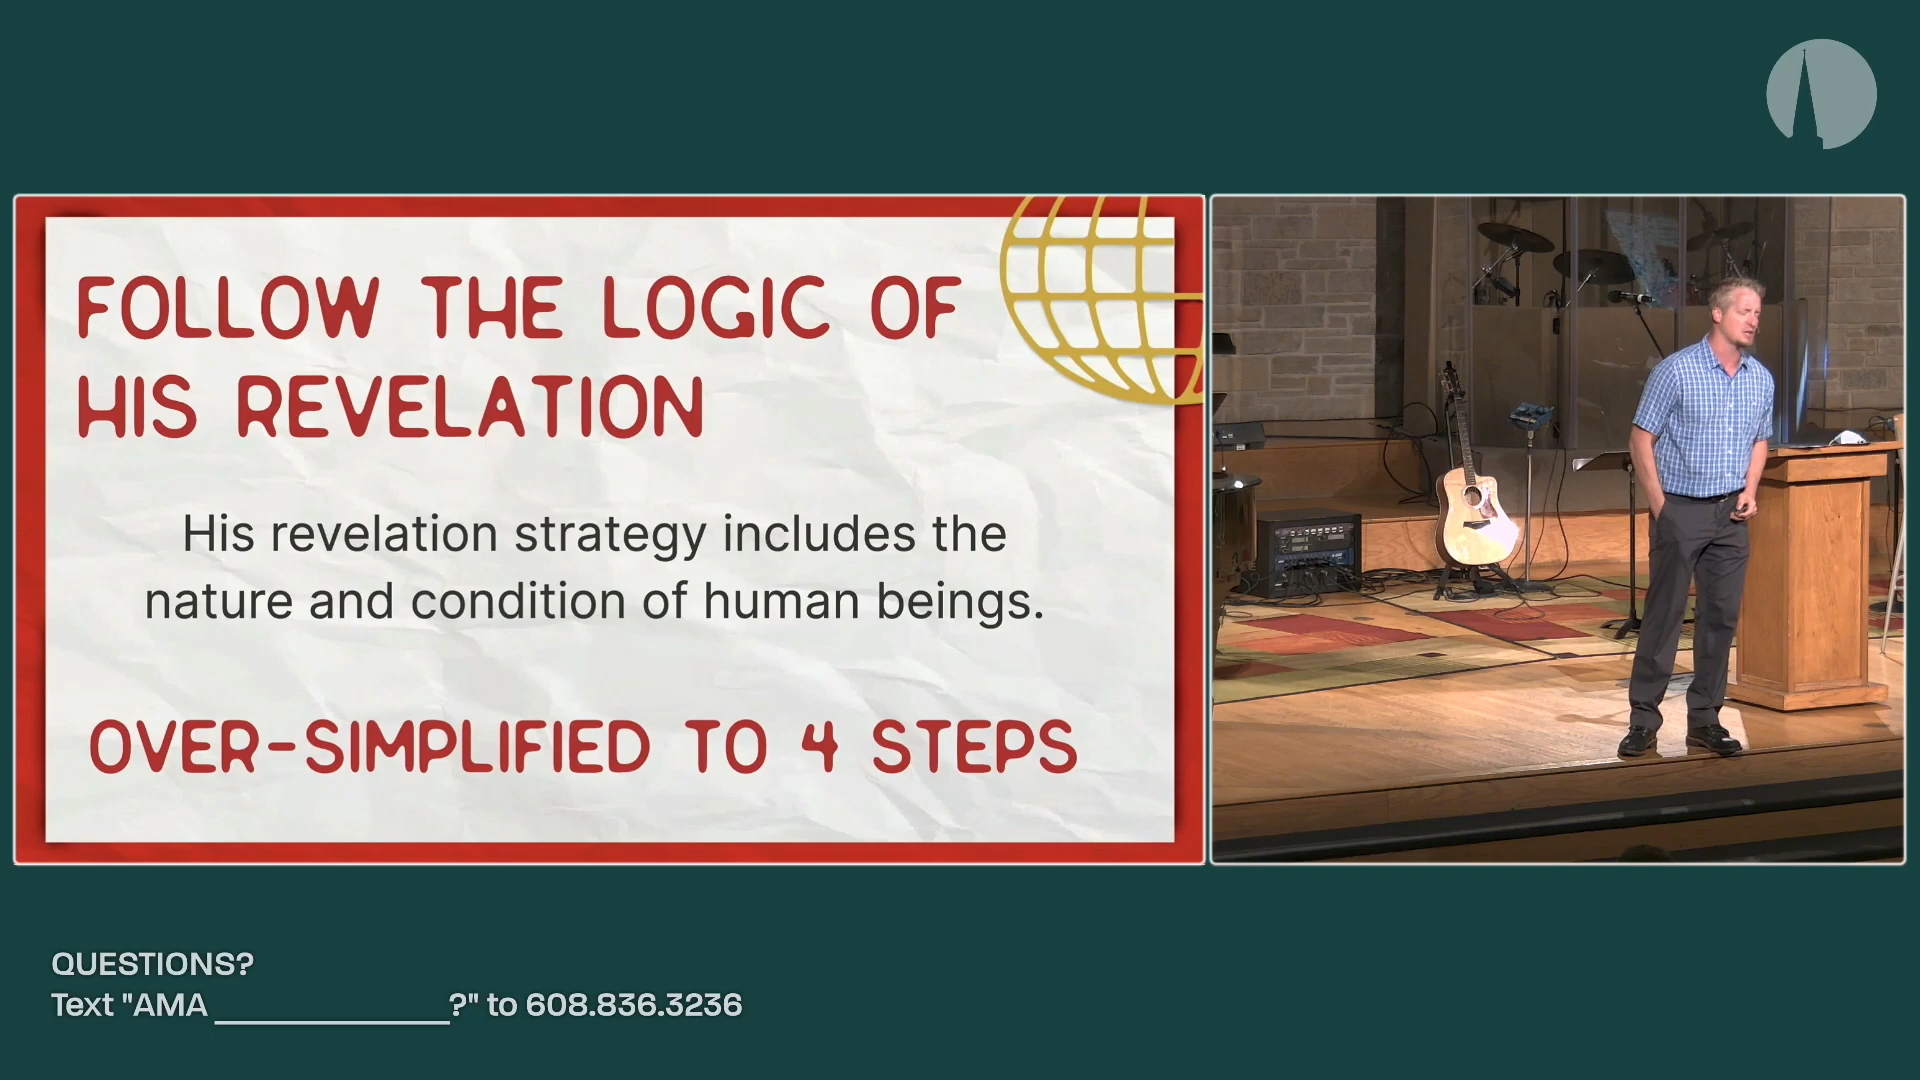 FOLLOW THE LOGIC OF
HIS REVELATION
His revelation strategy includes the
nature and condition of human beings.
OVER-SIMPLIFIED TO 4 STEPS
QUESTIONS?
Text "AMA ______________?" to 608.836.3236